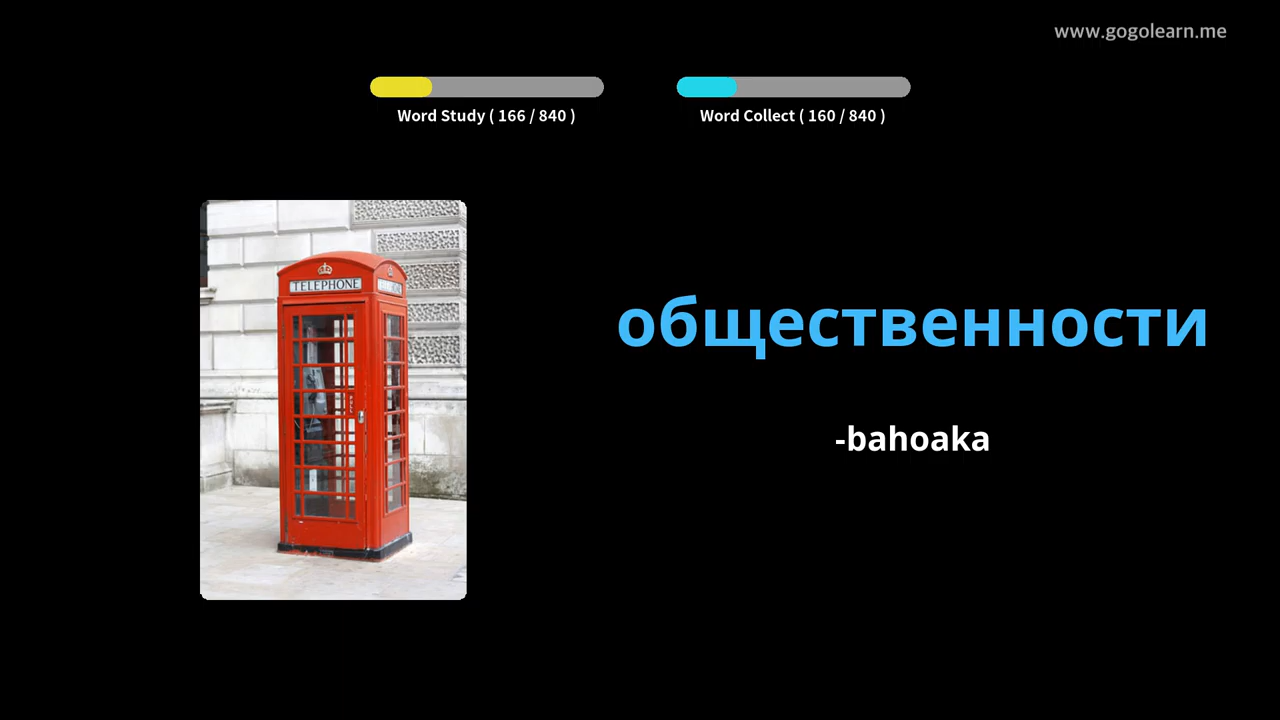 www.gogolearn.me
Word Study ( 166 / 840 )
Word Collect ( 160 / 840 )
TELEPHONE
общественности
-bahoaka